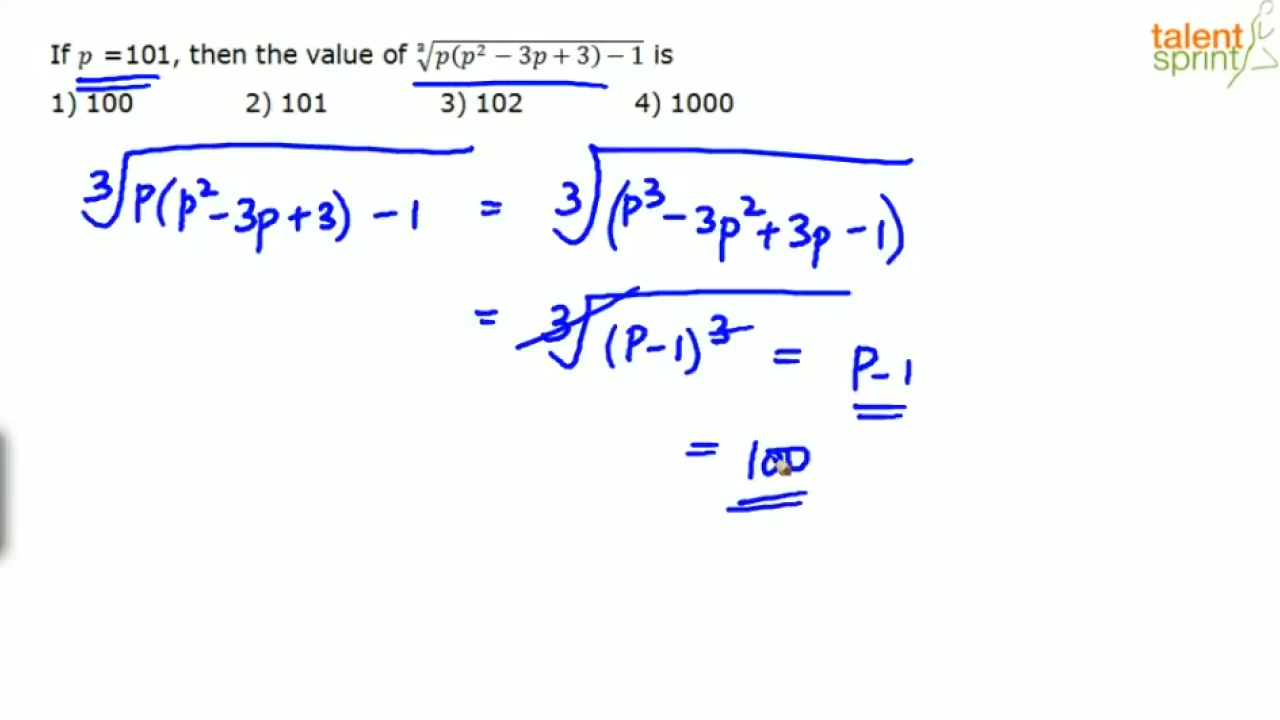 talent
sprint
If p =101, then the value of ∛p(p² − 3p + 3) − 1 is
1) 100 2) 101 3) 102 4) 1000
∛p(p² - 3p + 3) - 1 = ∛(p³ - 3p² + 3p - 1)
= ∛(p-1)³ = p-1
= 100